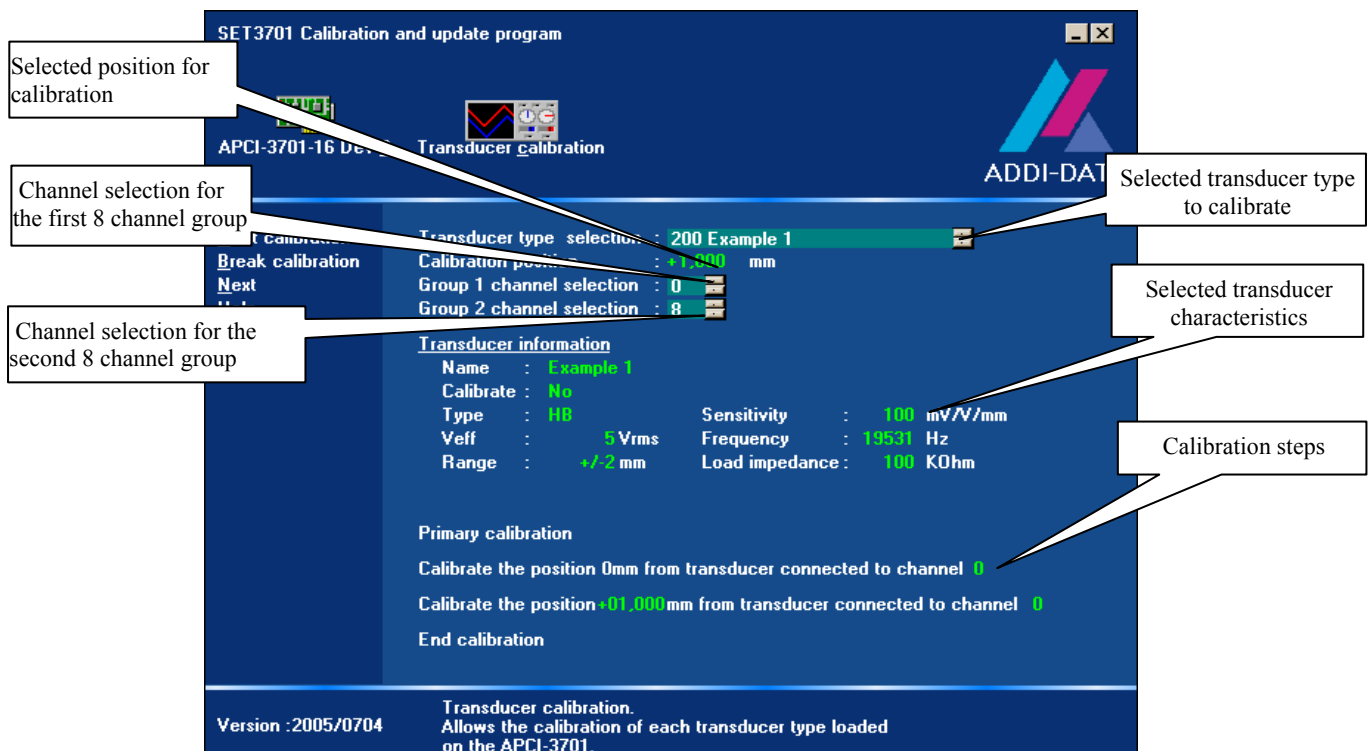 SET3701 Calibration and update program
Selected position for
calibration
APCI-3701-16
Transducer calibration
ADDI-DAT
Channel selection for
the first 8 channel group
Selected transducer type
to calibrate
calibration
Transducer type selection : 200 Example 1
Break calibration
Calibration position : +1,000 mm
Next
Group 1 channel selection : 0
Group 2 channel selection : 8
Channel selection for the
second 8 channel group
Selected transducer
characteristics
Transducer information
Name : Example 1
Calibrate : No
Type : HB Sensitivity : 100 mV/V/mm
Veff : 5 Vrms Frequency : 19531 Hz
Range : +/-2 mm Load impedance : 100 KOhm
Calibration steps
Primary calibration
Calibrate the position 0mm from transducer connected to channel 0
Calibrate the position+01,000mm from transducer connected to channel 0
End calibration
Version :2005/0704
Transducer calibration.
Allows the calibration of each transducer type loaded
on the APCI-3701.